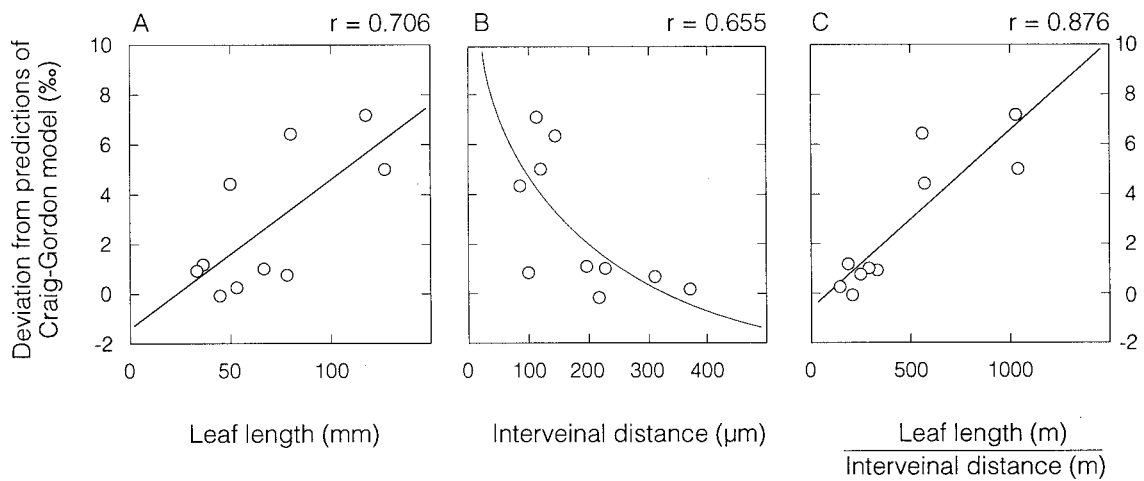 A
r = 0.706
B
r = 0.655
C
r = 0.876
Deviation from predictions of
Craig-Gordon model (‰)
10
8
6
4
2
0
-2
10
8
6
4
2
0
-2
0 50 100
0 100 200 300 400
0 500 1000
Leaf length (mm)
Interveinal distance (μm)
Leaf length (m)
Interveinal distance (m)